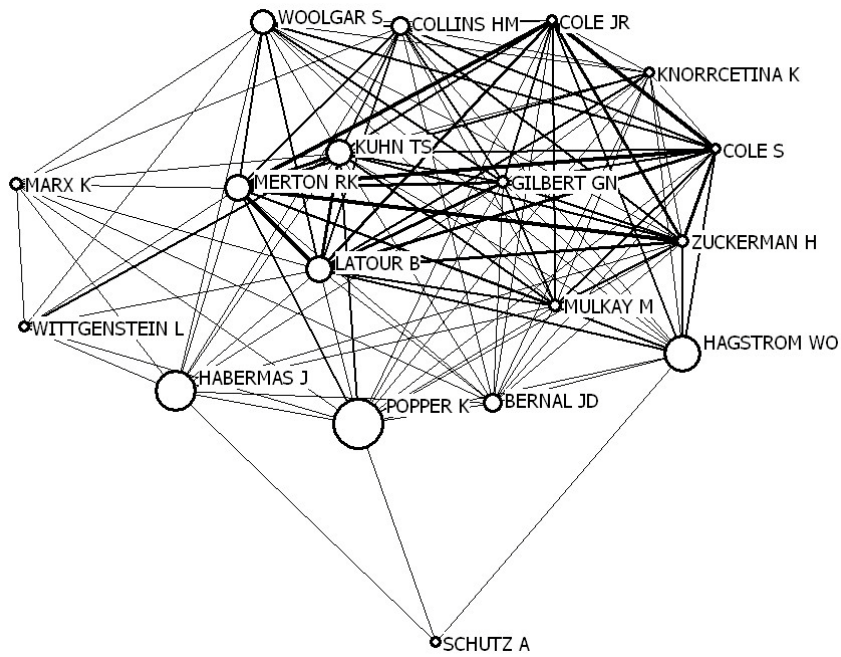 WOOLGAR S
COLLINS HM
COLE JR
KNORRCETINA K
KUHN TS
COLE S
MARX K
MERTON RK
GILBERT GN
ZUCKERMAN H
LATOUR B
MULKAY M
WITTGENSTEIN L
HAGSTROM WO
HABERMAS J
POPPER K
BERNAL JD
SCHUTZ A